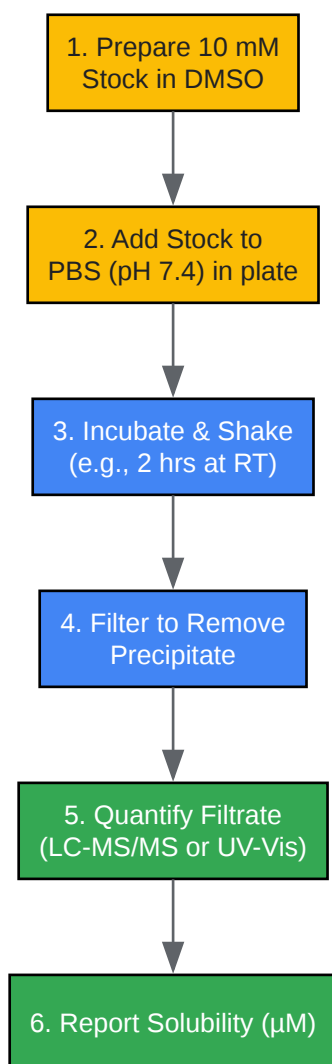 1. Prepare 10 mM
Stock in DMSO
2. Add Stock to
PBS (pH 7.4) in plate
3. Incubate & Shake
(e.g., 2 hrs at RT)
4. Filter to Remove
Precipitate
5. Quantify Filtrate
(LC-MS/MS or UV-Vis)
6. Report Solubility (µM)